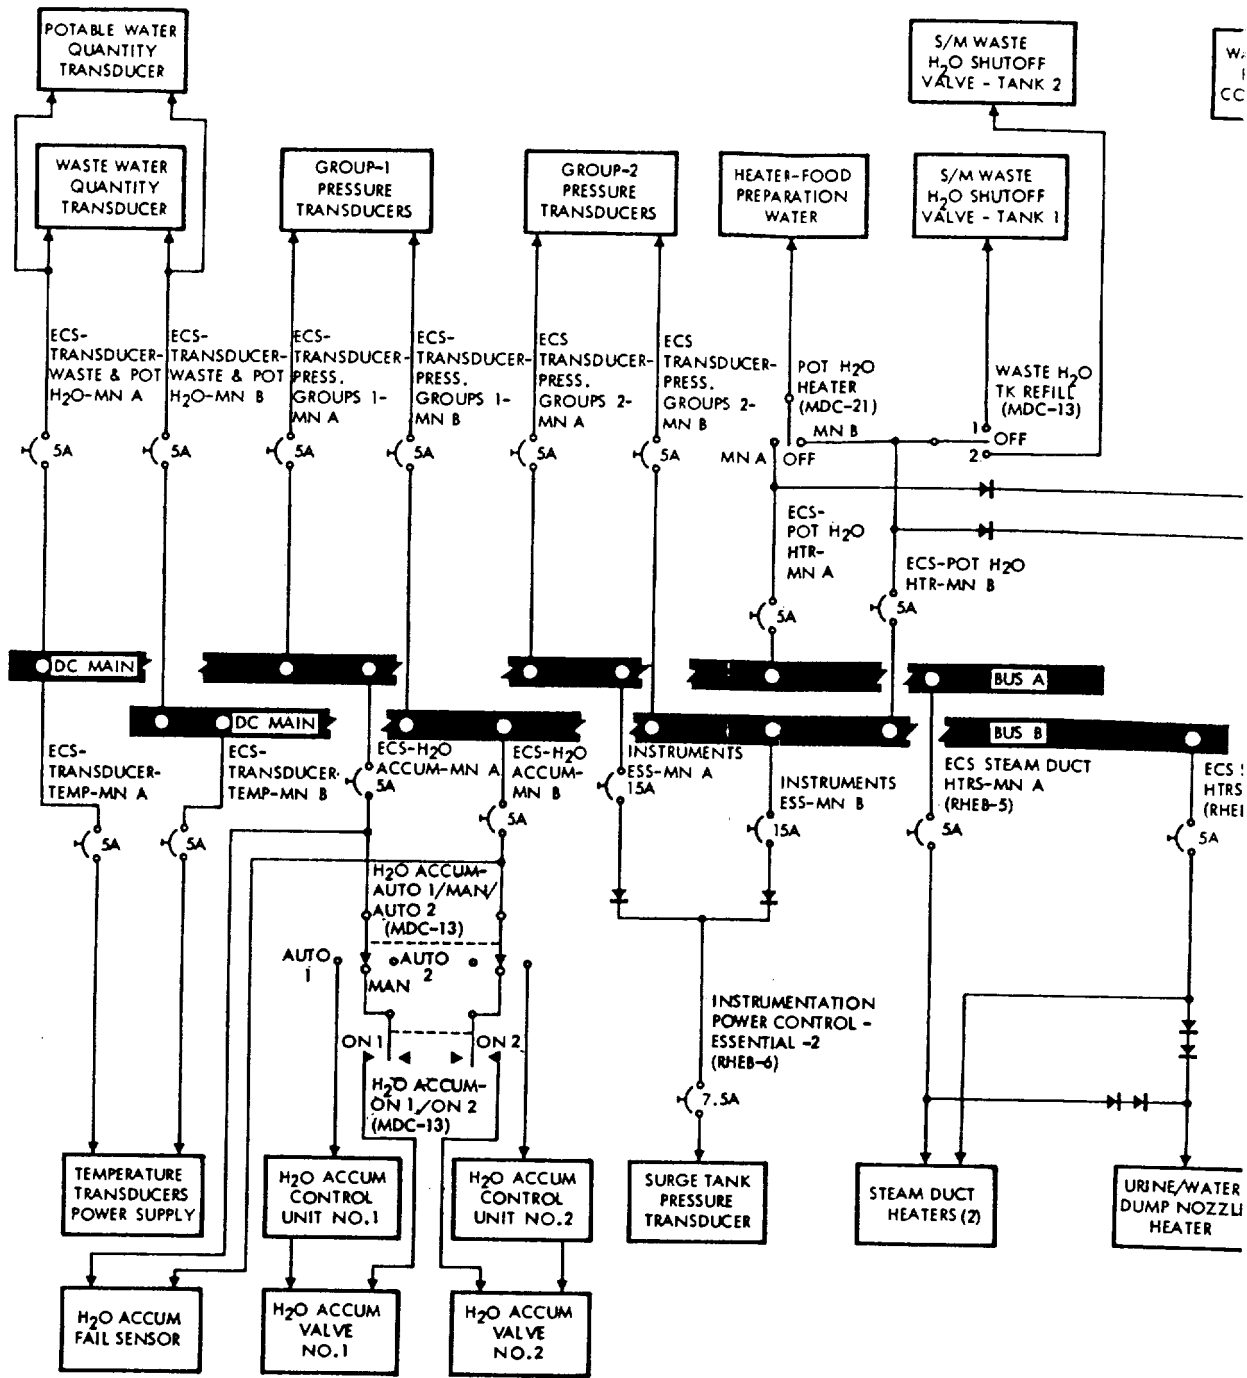 POTABLE WATER
QUANTITY
TRANSDUCER
S/M WASTE
H2O SHUTOFF
VALVE - TANK 2
WASTE WATER
QUANTITY
TRANSDUCER
GROUP-1
PRESSURE
TRANSDUCERS
GROUP-2
PRESSURE
TRANSDUCERS
HEATER-FOOD
PREPARATION
WATER
S/M WASTE
H2O SHUTOFF
VALVE - TANK 1
ECS-
TRANSDUCER-
WASTE & POT
H2O-MN A
5A
ECS-
TRANSDUCER-
WASTE & POT
H2O-MN B
5A
ECS-
TRANSDUCER-
PRESS.
GROUPS 1-
MN A
5A
ECS-
TRANSDUCER-
PRESS.
GROUPS 1-
MN B
5A
ECS
TRANSDUCER-
PRESS.
GROUPS 2-
MN A
5A
ECS
TRANSDUCER-
PRESS.
GROUPS 2-
MN B
5A
POT H2O
HEATER
(MDC-21)
MN B
MN A
OFF
WASTE H2O
TK REFILL
(MDC-13)
1
OFF
2
ECS-
POT H2O
HTR-
MN A
5A
ECS-POT H2O
HTR-MN B
5A
DC MAIN
BUS A
DC MAIN
BUS B
ECS-
TRANSDUCER-
TEMP-MN A
5A
ECS-
TRANSDUCER-
TEMP-MN B
5A
ECS-H2O
ACCUM-MN A
5A
ECS-H2O
ACCUM-
MN B
5A
INSTRUMENTS
ESS-MN A
15A
INSTRUMENTS
ESS-MN B
15A
ECS STEAM DUCT
HTRS-MN A
(RHEB-5)
5A
ECS
HTRS
5A
H2O ACCUM-
AUTO 1/MAN/
AUTO 2
(MDC-13)
AUTO
1
AUTO
2
MAN
ON 1
ON 2
H2O ACCUM-
ON 1/ON 2
(MDC-13)
INSTRUMENTATION
POWER CONTROL -
ESSENTIAL -2
(RHEB-6)
7.5A
TEMPERATURE
TRANSDUCERS
POWER SUPPLY
H2O ACCUM
CONTROL
UNIT NO.1
H2O ACCUM
CONTROL
UNIT NO.2
SURGE TANK
PRESSURE
TRANSDUCER
STEAM DUCT
HEATERS (2)
URINE/WATER
DUMP
HEATER
H2O ACCUM
FAIL SENSOR
H2O ACCUM
VALVE
NO.1
H2O ACCUM
VALVE
NO.2